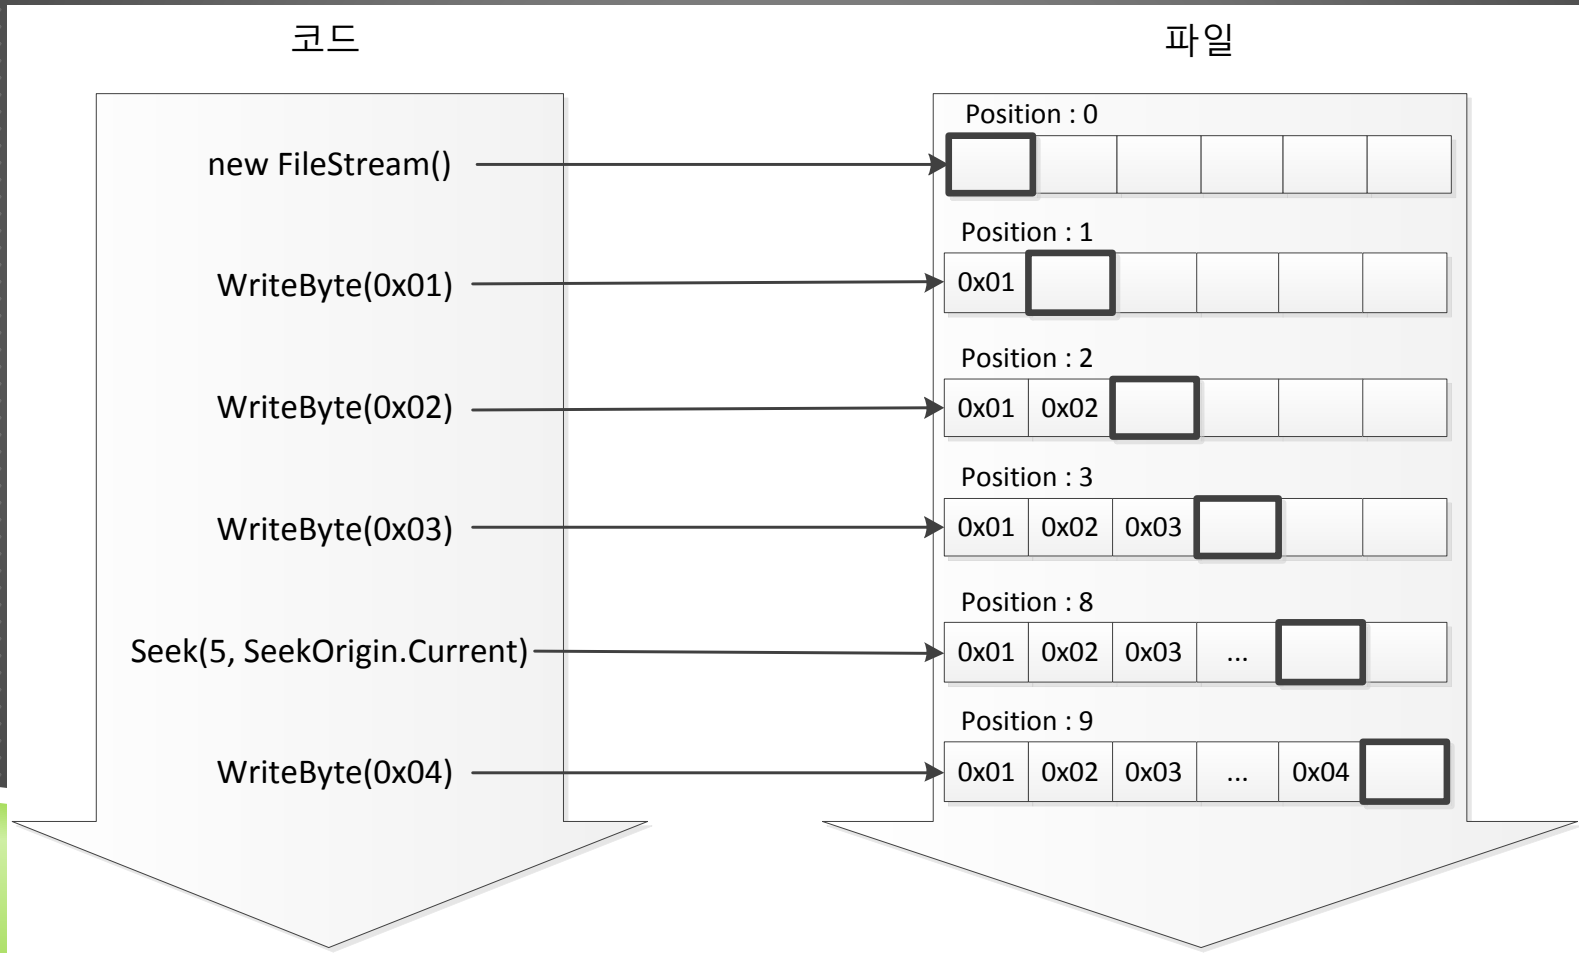 코드
파일
Position : 0
new FileStream()
Position : 1
WriteByte(0x01)
0x01
Position : 2
WriteByte(0x02)
0x01 0x02
Position : 3
WriteByte(0x03)
0x01 0x02 0x03
Position : 8
Seek(5, SeekOrigin.Current)
0x01 0x02 0x03 ...
Position : 9
WriteByte(0x04)
0x01 0x02 0x03 ... 0x04